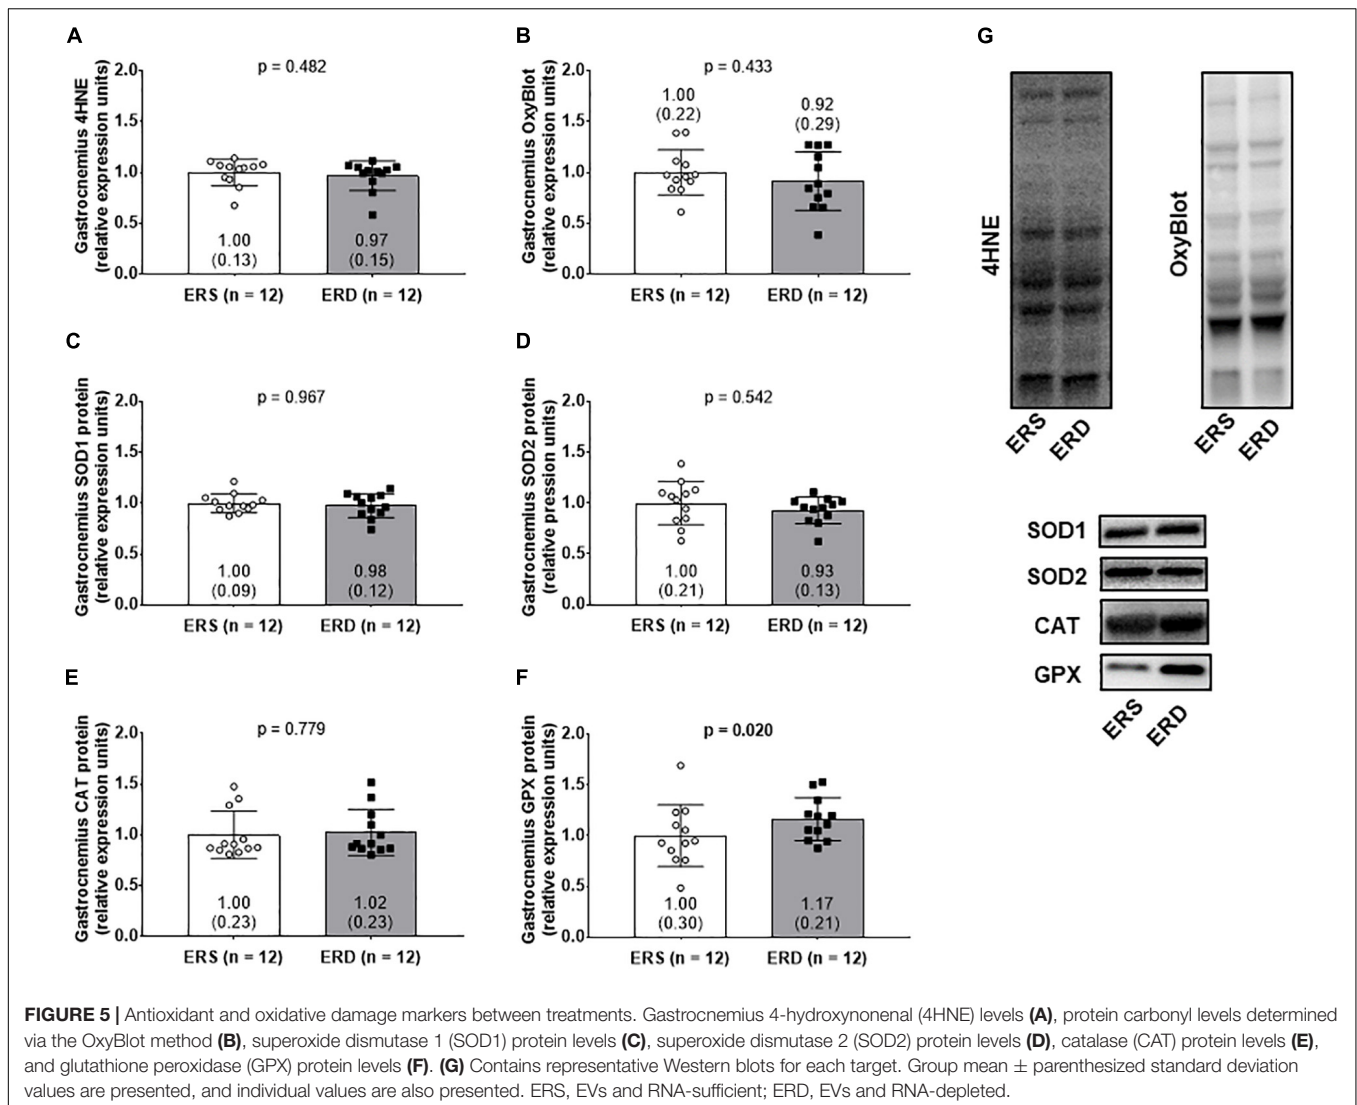 A
p = 0.482
Gastrocnemius 4HNE
(relative expression units)
2.0
1.5
1.0
0.5
0.0
1.00
(0.13)
0.97
(0.15)
ERS (n = 12)
ERD (n = 12)
B
p = 0.433
Gastrocnemius OxyBlot
(relative expression units)
2.0
1.5
1.0
0.5
0.0
1.00
(0.22)
0.92
(0.29)
ERS (n = 12)
ERD (n = 12)
C
p = 0.967
Gastrocnemius SOD1 protein
(relative expression units)
2.0
1.5
1.0
0.5
0.0
1.00
(0.09)
0.98
(0.12)
ERS (n = 12)
ERD (n = 12)
D
p = 0.542
Gastrocnemius SOD2 protein
(relative pression units)
2.0
1.5
1.0
0.5
0.0
1.00
(0.21)
0.93
(0.13)
ERS (n = 12)
ERD (n = 12)
E
p = 0.779
Gastrocnemius CAT protein
(relative expression units)
2.0
1.5
1.0
0.5
0.0
1.00
(0.23)
1.02
(0.23)
ERS (n = 12)
ERD (n = 12)
F
p = 0.020
Gastrocnemius GPX protein
(relative expression units)
2.0
1.5
1.0
0.5
0.0
1.00
(0.30)
1.17
(0.21)
ERS (n = 12)
ERD (n = 12)
G
4HNE
ERS
ERD
OxyBlot
ERS
ERD
SOD1
SOD2
CAT
GPX
ERS
ERD
FIGURE 5 | Antioxidant and oxidative damage markers between treatments. Gastrocnemius 4-hydroxynonenal (4HNE) levels (A), protein carbonyl levels determined
via the OxyBlot method (B), superoxide dismutase 1 (SOD1) protein levels (C), superoxide dismutase 2 (SOD2) protein levels (D), catalase (CAT) protein levels (E),
and glutathione peroxidase (GPX) protein levels (F). (G) Contains representative Western blots for each target. Group mean ± parenthesized standard deviation
values are presented, and individual values are also presented. ERS, EVs and RNA-sufficient; ERD, EVs and RNA-depleted.